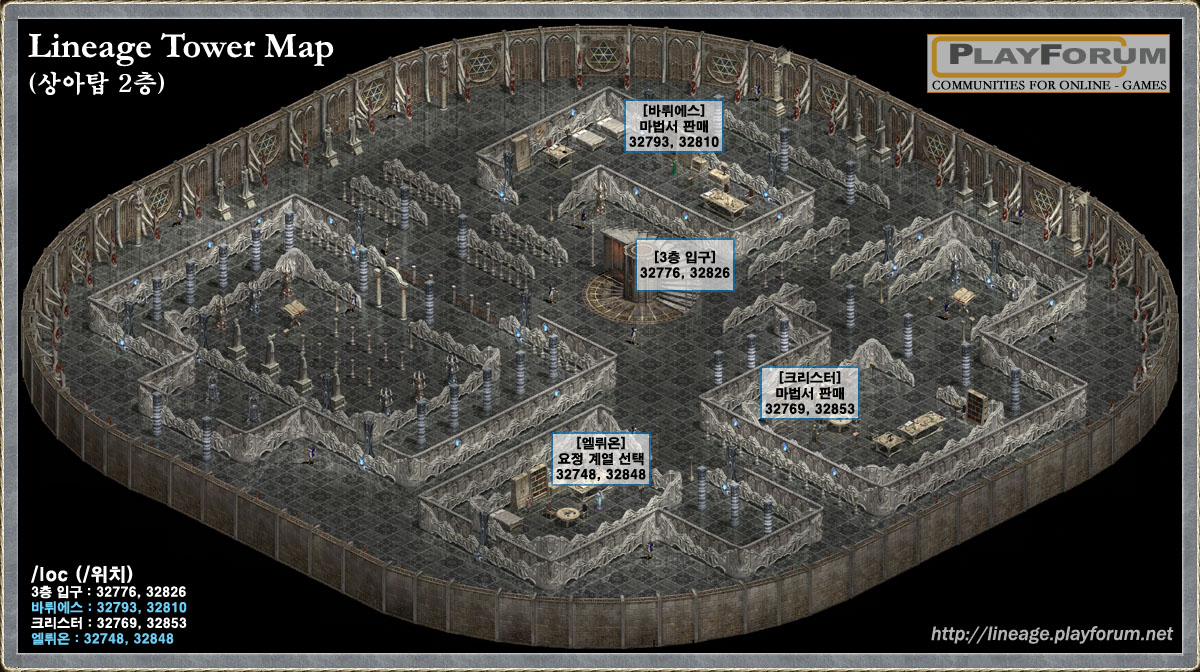 Lineage Tower Map
(상아탑 2층)
PLAYFORUM
COMMUNITIES FOR ONLINE - GAMES
[바뤼에스]
마법서 판매
32793, 32810
[3층 입구]
32776, 32826
[크리스터]
마법서 판매
32769, 32853
[엘뤼온]
요정 계열 선택
32748, 32848
/loc (/위치)
3층 입구 : 32776, 32826
바뤼에스 : 32793, 32810
크리스터 : 32769, 32853
엘뤼온 : 32748, 32848
http://lineage.playforum.net